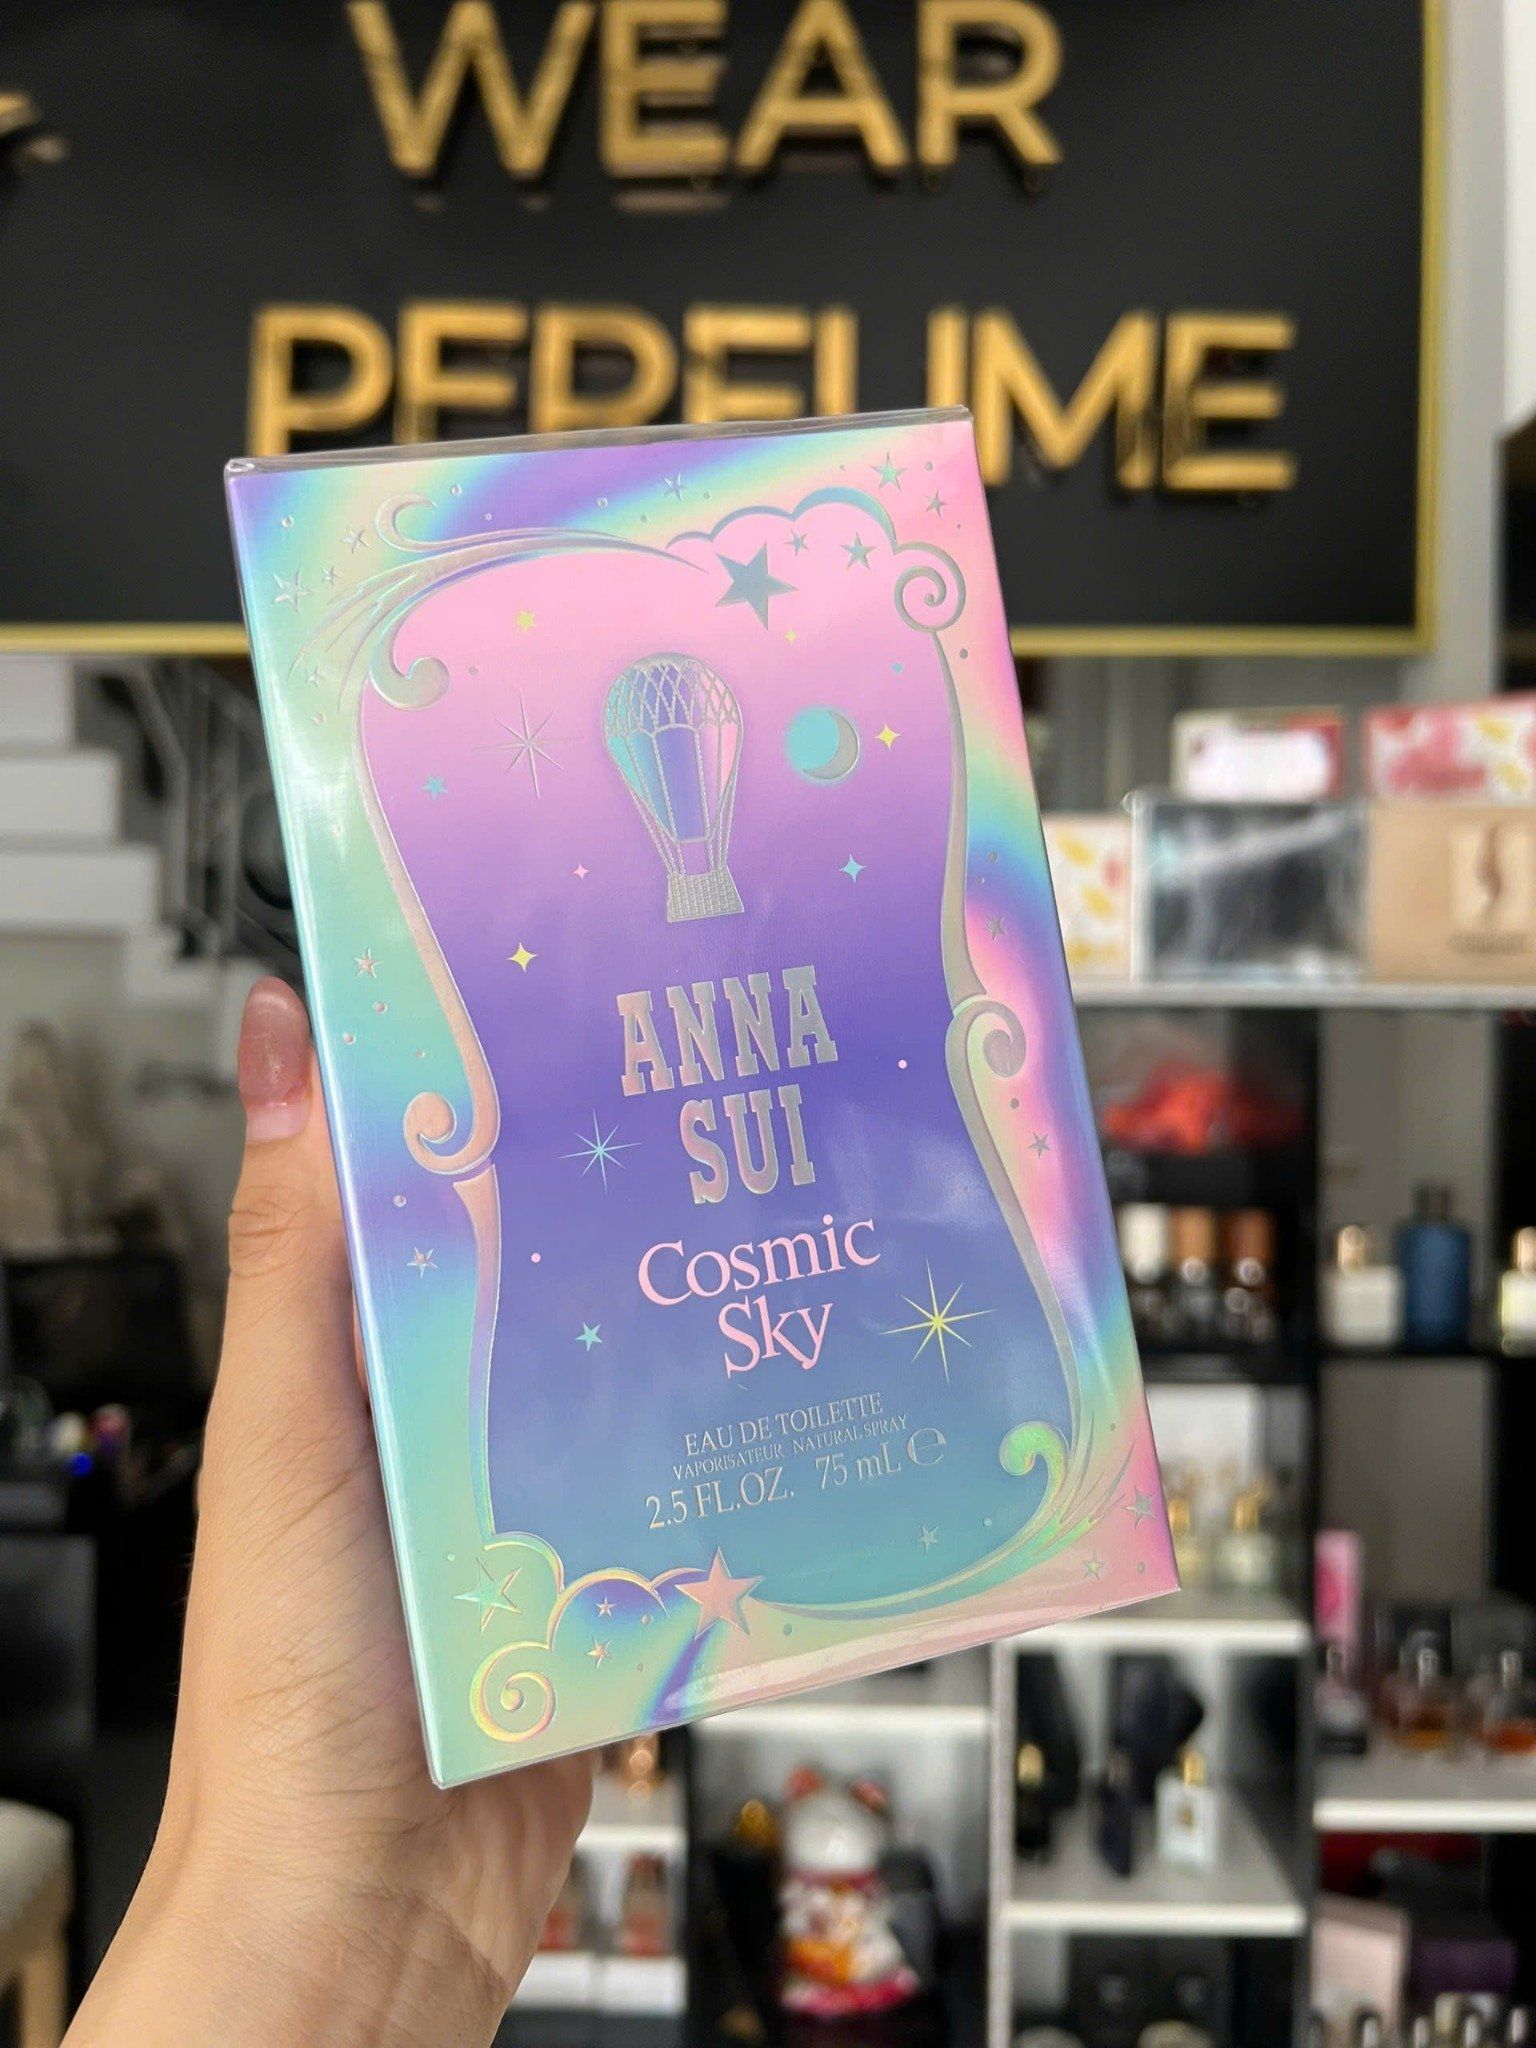 WEAR
PERFUME
ANNA
SUI
Cosmic
Sky
EAU DE TOILETTE
VAPORISATEUR NATURAL SPRAY
2.5 FL.OZ. 75 mL ℮